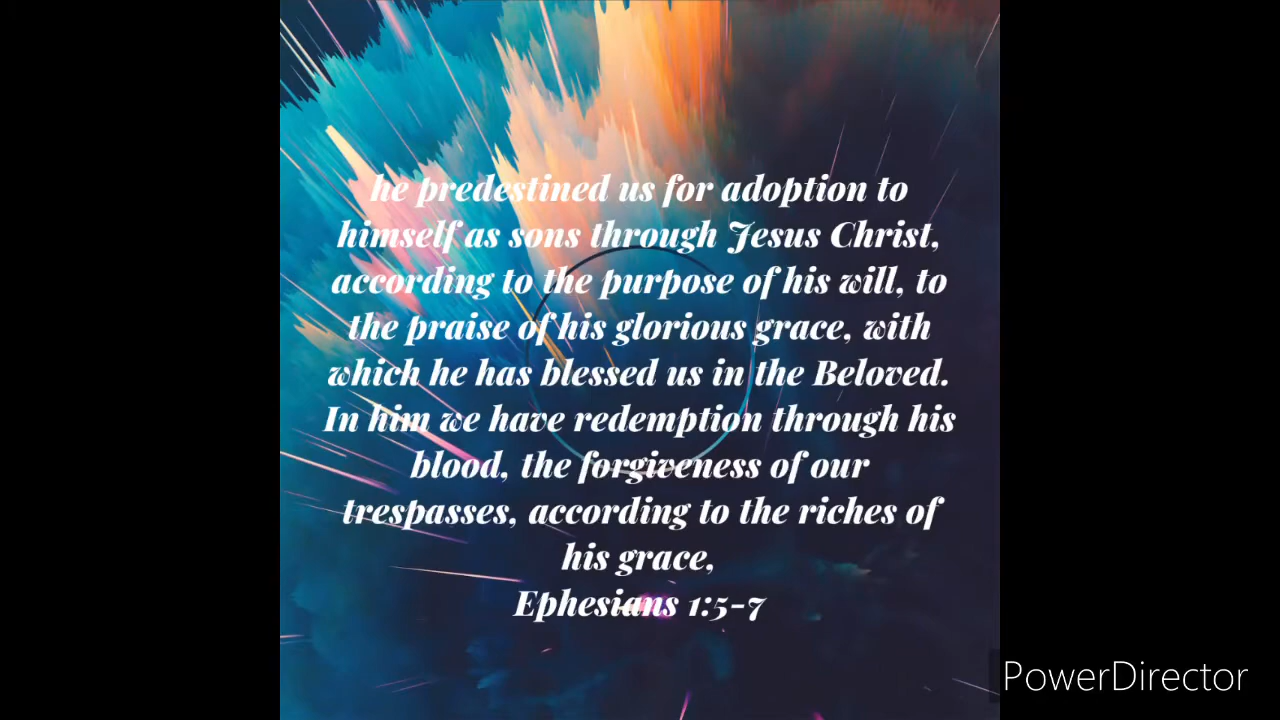 he predestined us for adoption to
himself as sons through Jesus Christ,
according to the purpose of his will, to
the praise of his glorious grace, with
which he has blessed us in the Beloved.
In him we have redemption through his
blood, the forgiveness of our
trespasses, according to the riches of
his grace,
Ephesians 1:5-7
PowerDirector